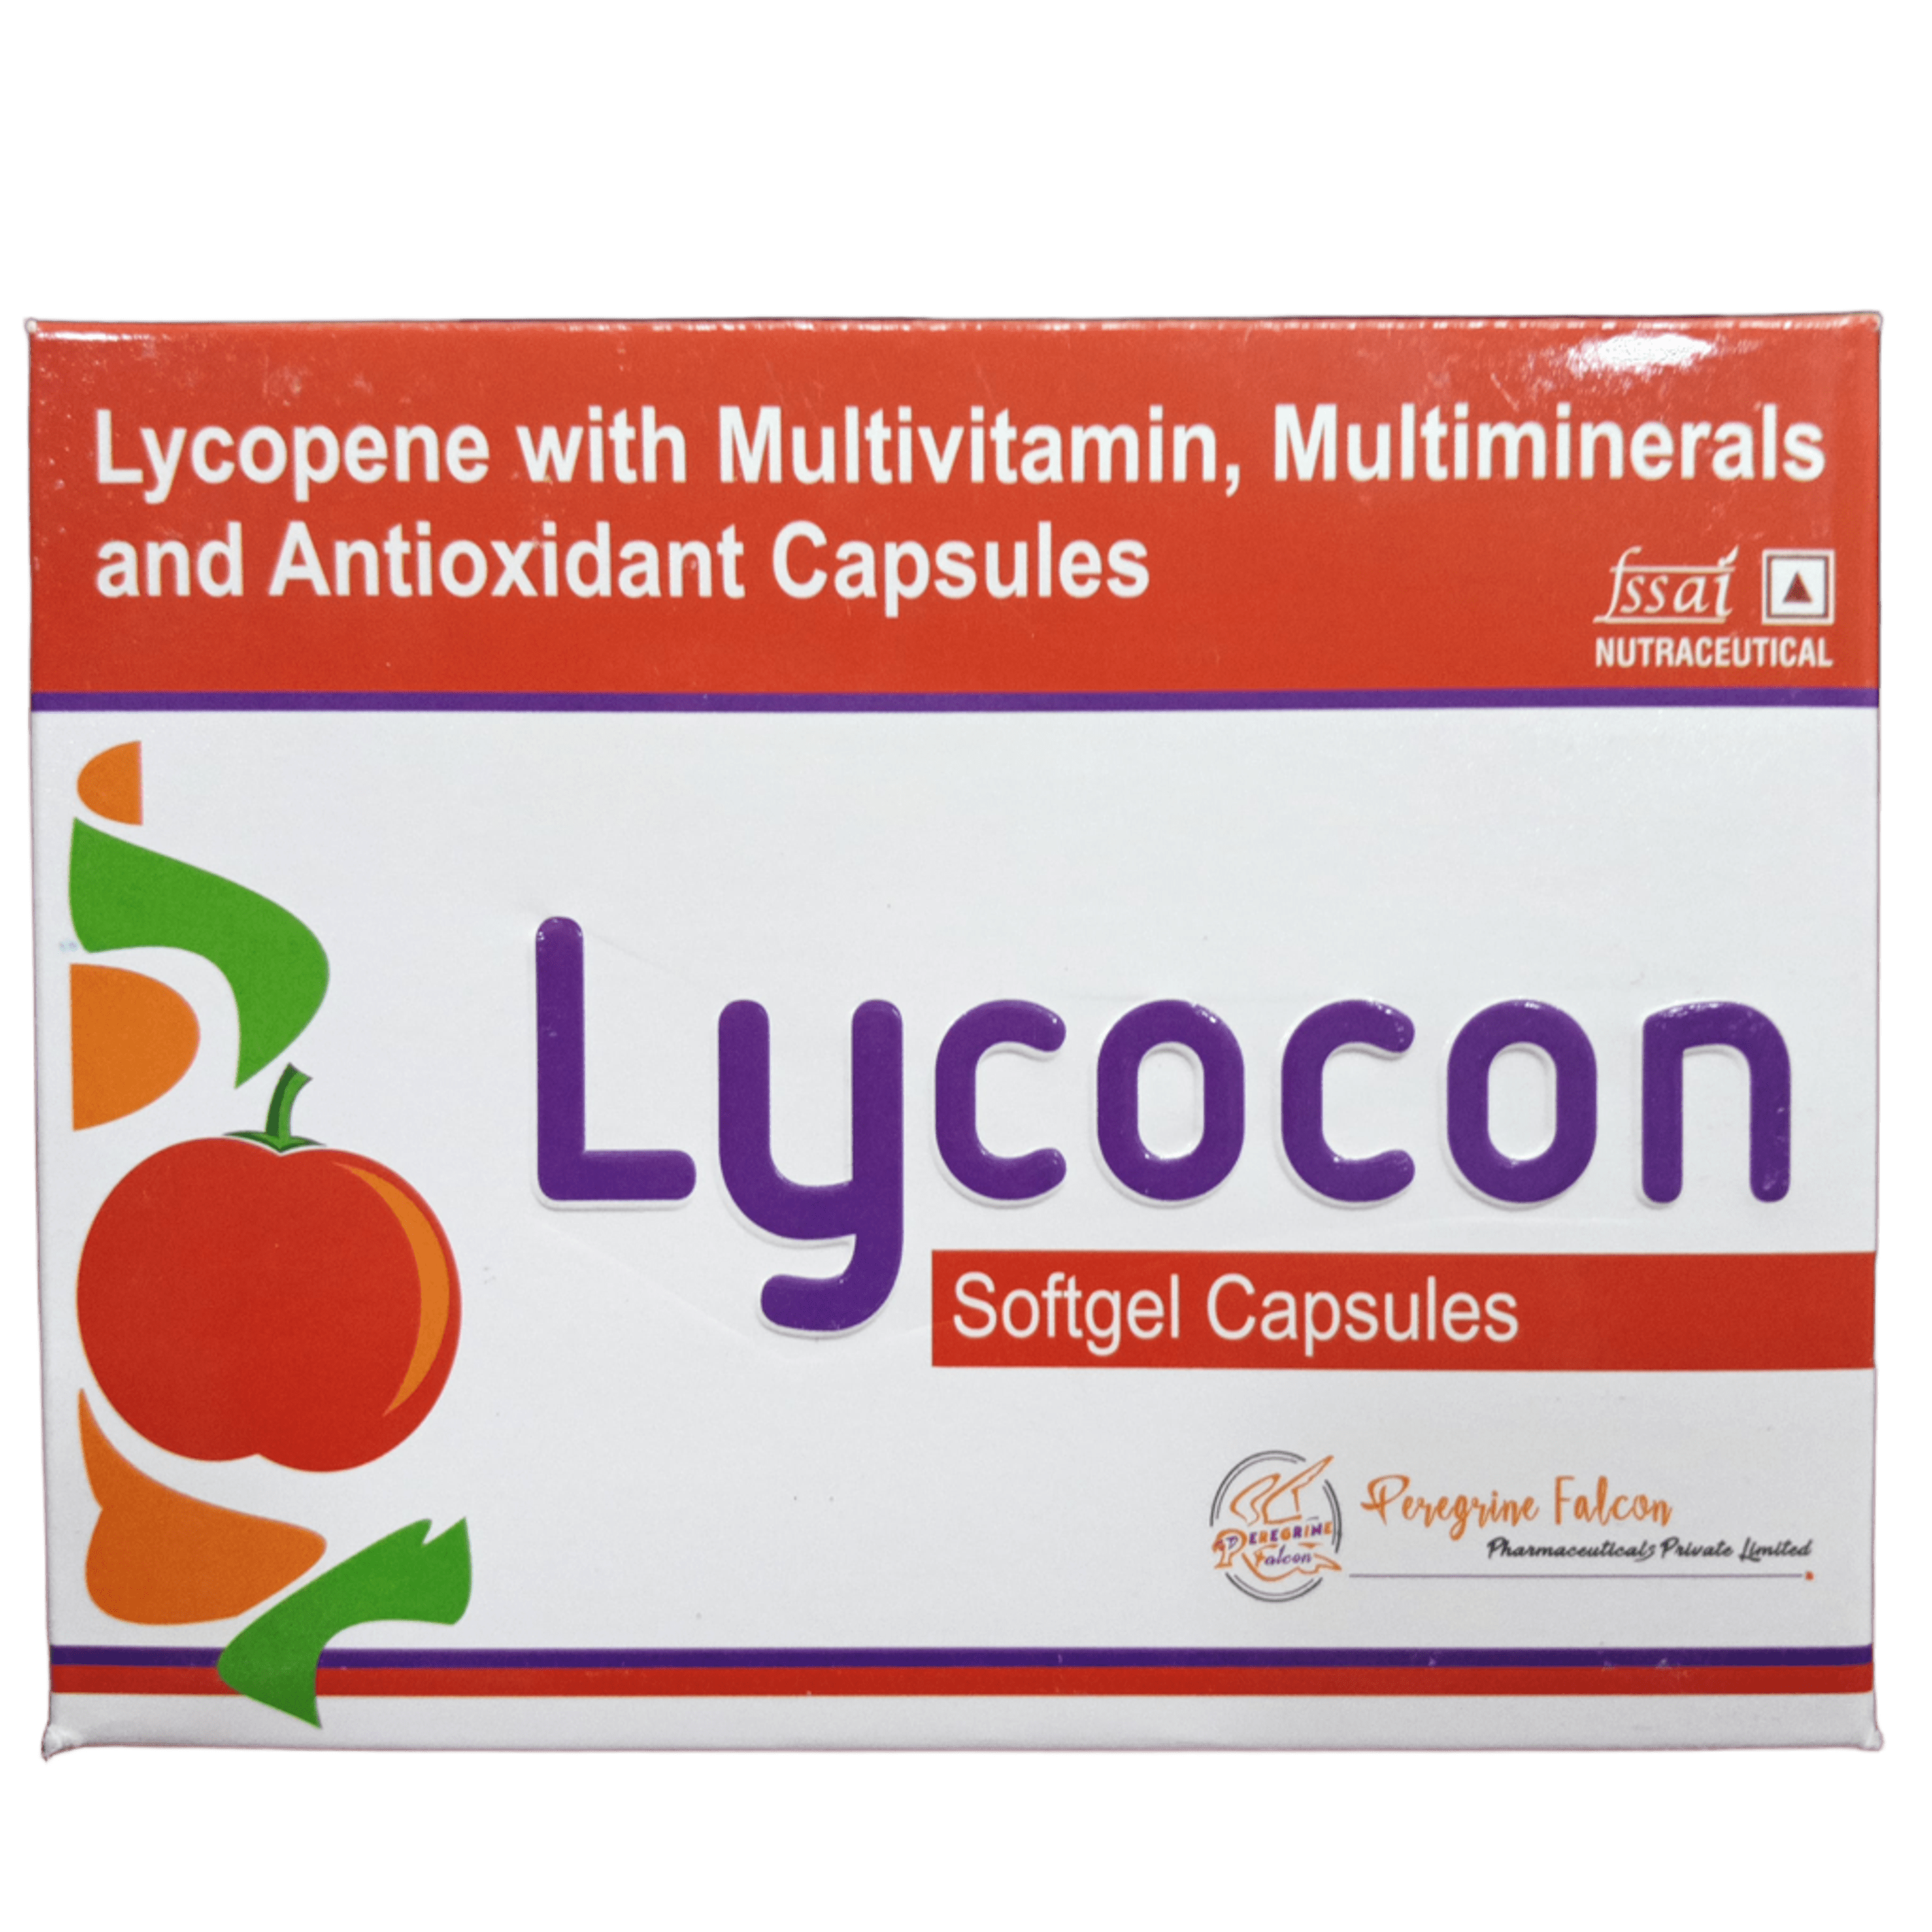 Lycopene with Multivitamin, Multiminerals
and Antioxidant Capsules
fssai
NUTRACEUTICAL
Lycocon
Softgel Capsules
PEREGRINE
Falcon
Peregrine Falcon
Pharmaceuticals Private Limited